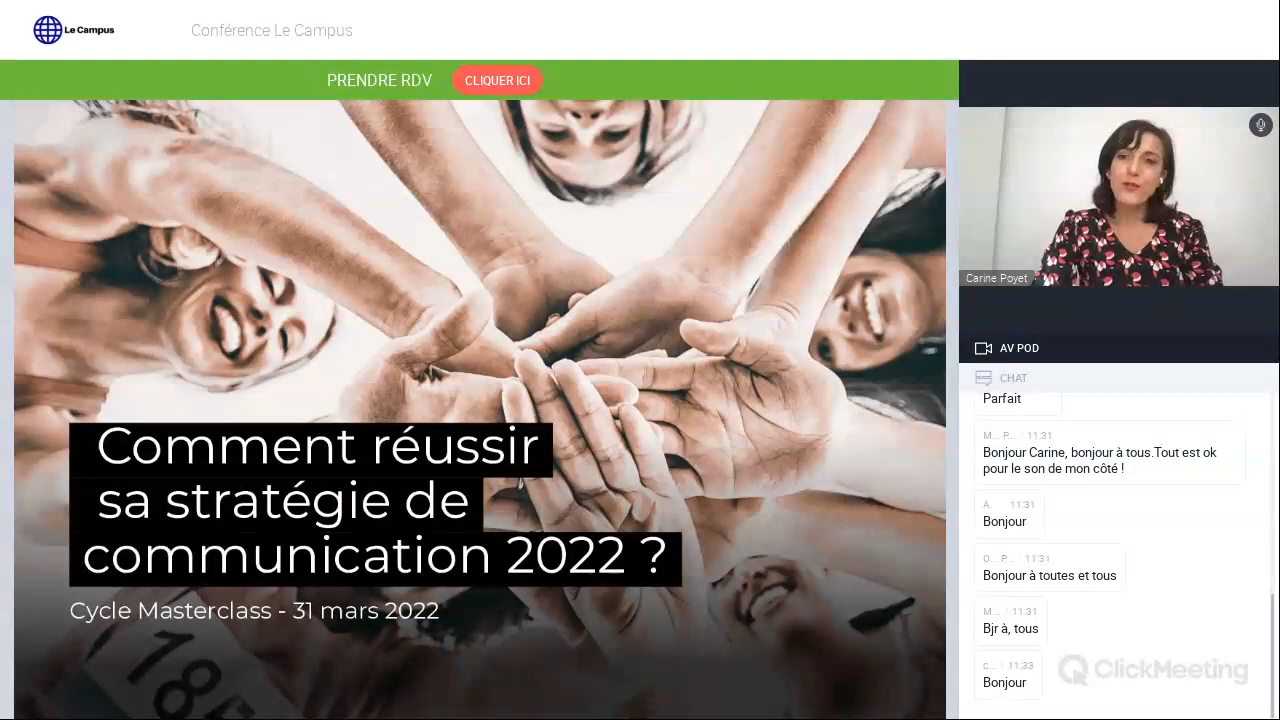 Le Campus
Conférence Le Campus
PRENDRE RDV
CLIQUER ICI
Comment réussir
sa stratégie de
communication 2022 ?
Cycle Masterclass - 31 mars 2022
Carine Poyet
AV POD
CHAT
Parfait
M... P... 11:31
Bonjour Carine, bonjour à tous.Tout est ok
pour le son de mon côté !
A. 11:31
Bonjour
O... P... 11:31
Bonjour à toutes et tous
M... 11:31
Bjr à, tous
c... 11:33
Bonjour
ClickMeeting